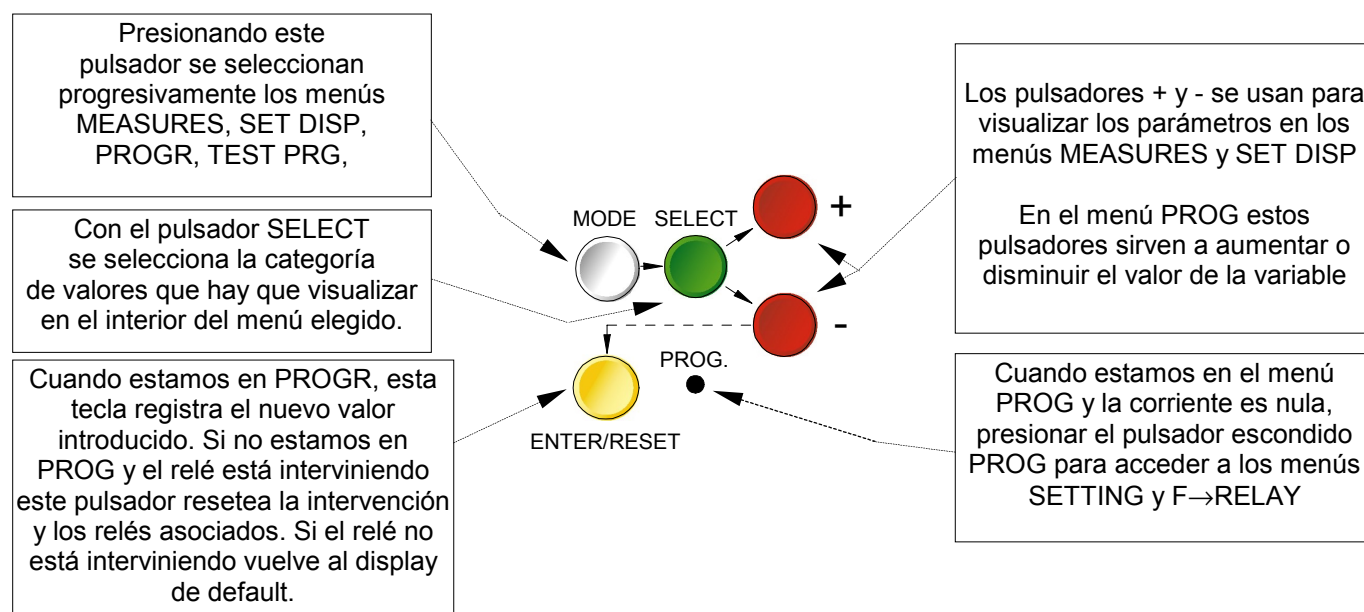 Presionando este
pulsador se seleccionan
progresivamente los menús
MEASURES, SET DISP,
PROGR, TEST PRG,
Con el pulsador SELECT
se selecciona la categoría
de valores que hay que visualizar
en el interior del menú elegido.
Cuando estamos en PROGR, esta
tecla registra el nuevo valor
introducido. Si no estamos en
PROG y el relé está interviniendo
este pulsador resetea la intervención
y los relés asociados. Si el relé no
está interviniendo vuelve al display
de default.
MODE SELECT
+
-
PROG.
ENTER/RESET
Los pulsadores + y - se usan para
visualizar los parámetros en los
menús MEASURES y SET DISP
En el menú PROG estos
pulsadores sirven a aumentar o
disminuir el valor de la variable
Cuando estamos en el menú
PROG y la corriente es nula,
presionar el pulsador escondido
PROG para acceder a los menús
SETTING y F→RELAY